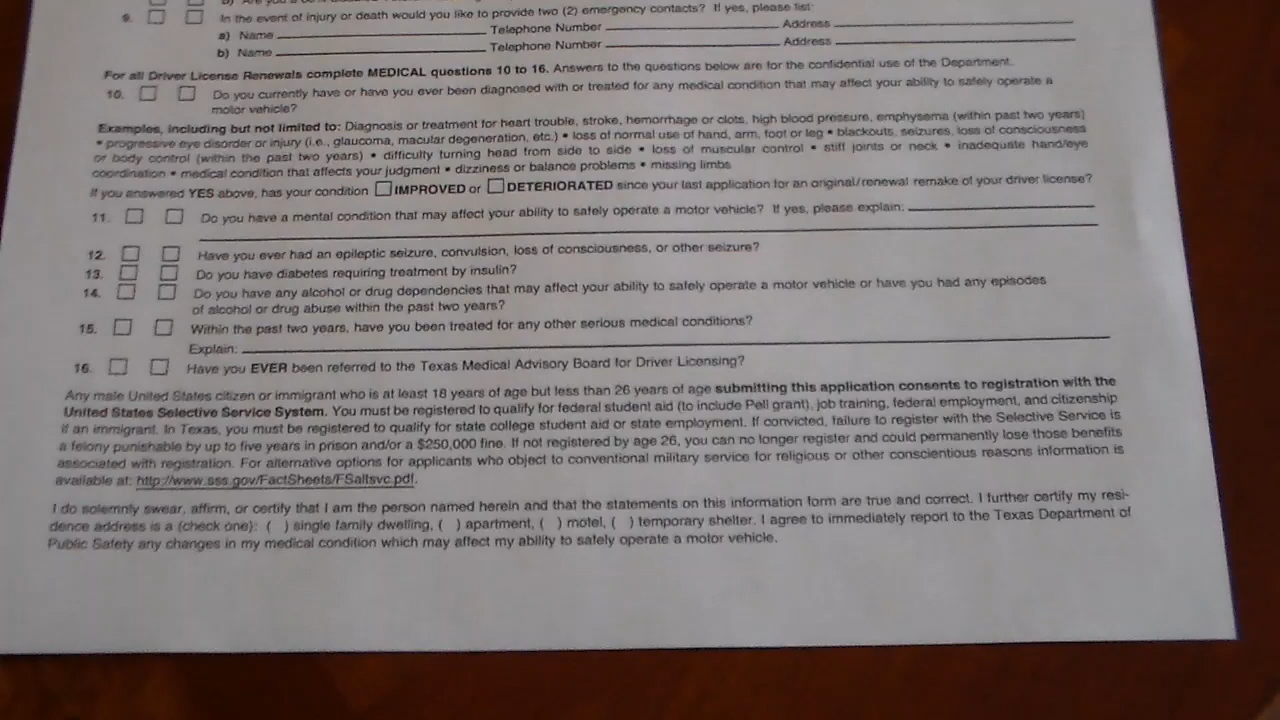 9. In the event of injury or death would you like to provide two (2) emergency contacts? If yes, please list:
a) Name Telephone Number Address
b) Name Telephone Number Address
For all Driver License Renewals complete MEDICAL questions 10 to 16. Answers to the questions below are for the confidential use of the Department.
10. Do you currently have or have you ever been diagnosed with or treated for any medical condition that may affect your ability to safely operate a
motor vehicle?
Examples, including but not limited to: Diagnosis or treatment for heart trouble, stroke, hemorrhage or clots, high blood pressure, emphysema (within past two years)
• progressive eye disorder or injury (i.e., glaucoma, macular degeneration, etc.) • loss of normal use of hand, arm, foot or leg • blackouts, seizures, loss of consciousness
or body control (within the past two years) • difficulty turning head from side to side • loss of muscular control • stiff joints or neck • inadequate hand/eye
coordination • medical condition that affects your judgment • dizziness or balance problems • missing limbs
If you answered YES above, has your condition IMPROVED or DETERIORATED since your last application for an original/renewal remake of your driver license?
11. Do you have a mental condition that may affect your ability to safely operate a motor vehicle? If yes, please explain:
12. Have you ever had an epileptic seizure, convulsion, loss of consciousness, or other seizure?
13. Do you have diabetes requiring treatment by insulin?
14. Do you have any alcohol or drug dependencies that may affect your ability to safely operate a motor vehicle or have you had any episodes
of alcohol or drug abuse within the past two years?
15. Within the past two years, have you been treated for any other serious medical conditions?
Explain:
16. Have you EVER been referred to the Texas Medical Advisory Board for Driver Licensing?
Any male United States citizen or immigrant who is at least 18 years of age but less than 26 years of age submitting this application consents to registration with the
United States Selective Service System. You must be registered to qualify for federal student aid (to include Pell grant), job training, federal employment, and citizenship
if an immigrant. In Texas, you must be registered to qualify for state college student aid or state employment. If convicted, failure to register with the Selective Service is
a felony punishable by up to five years in prison and/or a $250,000 fine. If not registered by age 26, you can no longer register and could permanently lose those benefits
associated with registration. For alternative options for applicants who object to conventional military service for religious or other conscientious reasons information is
available at: http://www.sss.gov/FactSheets/FSaltsvc.pdf.
I do solemnly swear, affirm, or certify that I am the person named herein and that the statements on this information form are true and correct. I further certify my resi-
dence address is a (check one): ( ) single family dwelling, ( ) apartment, ( ) motel, ( ) temporary shelter. I agree to immediately report to the Texas Department of
Public Safety any changes in my medical condition which may affect my ability to safely operate a motor vehicle.